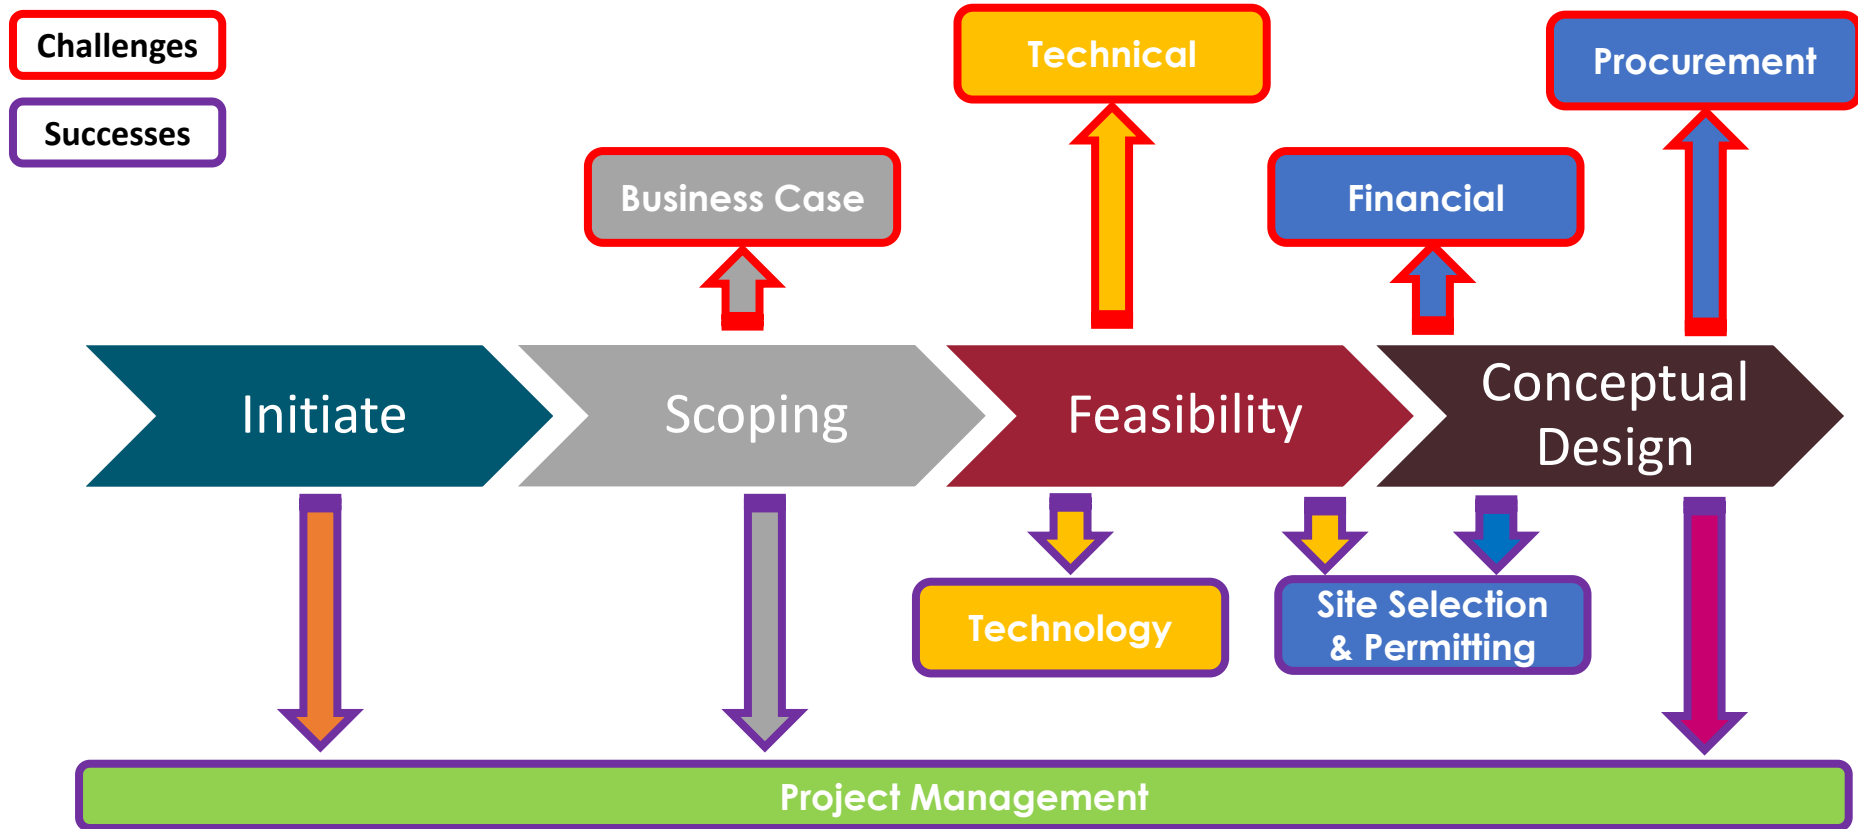 Challenges
Successes
Technical
Procurement
Business Case
Financial
Initiate
Scoping
Feasibility
Conceptual
Design
Technology
Site Selection
& Permitting
Project Management